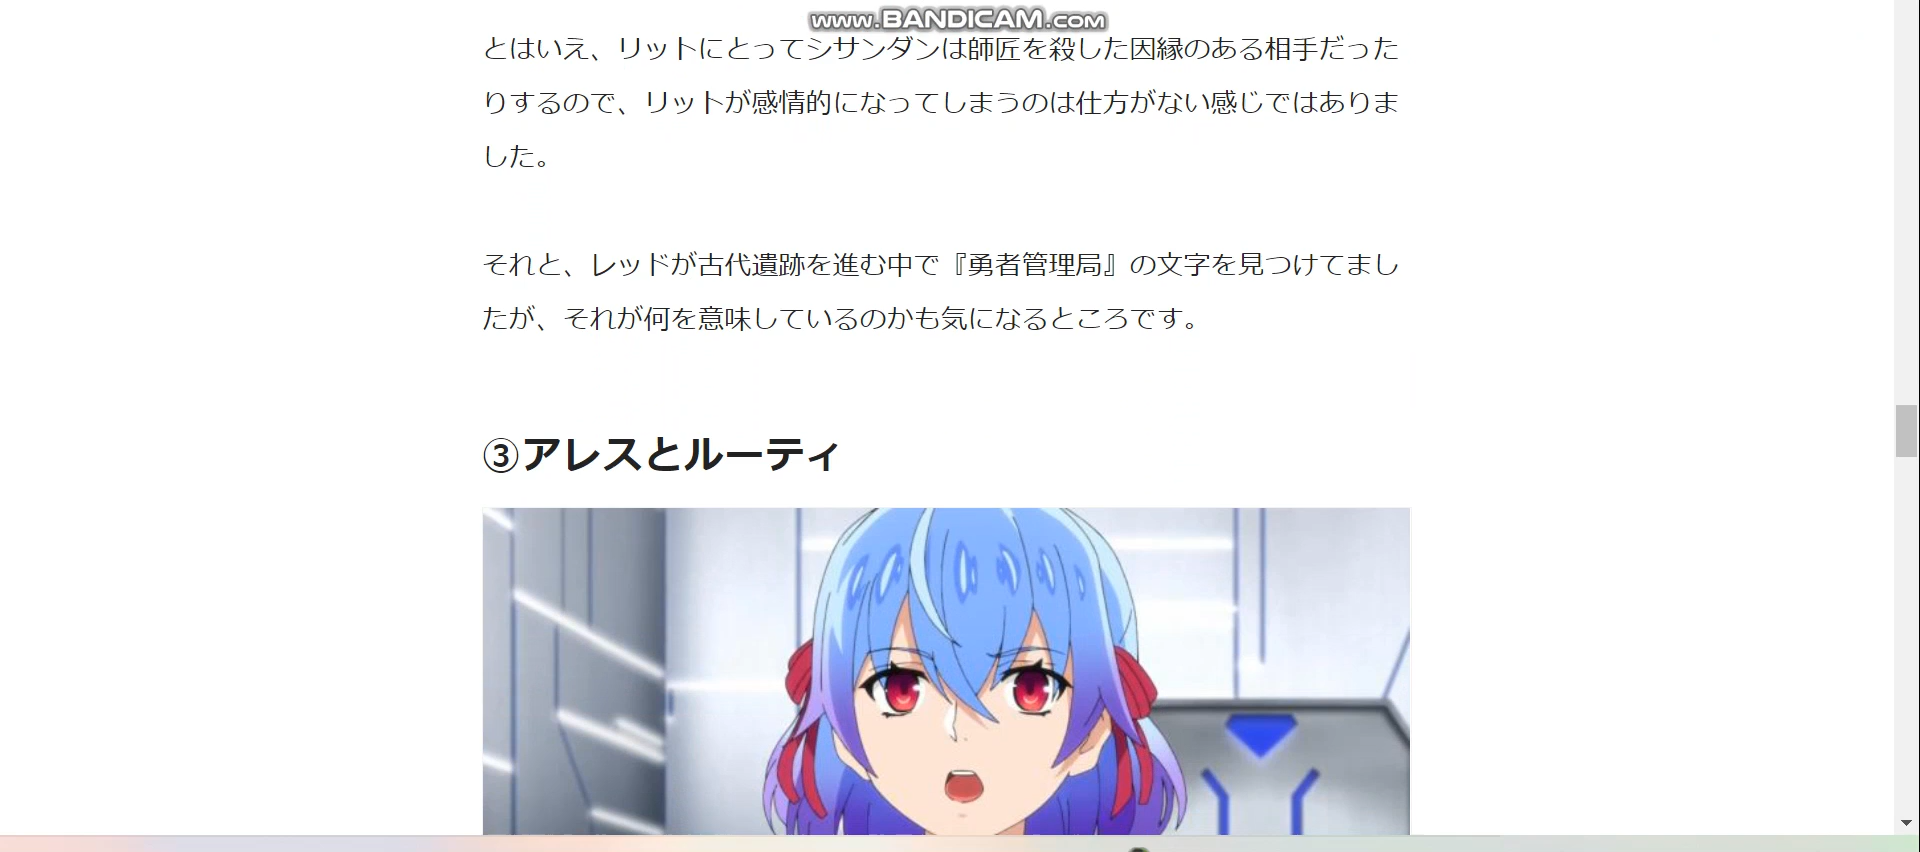 www.BANDICAM.com
とはいえ、リットにとってシサンダンは師匠を殺した因縁のある相手だった
りするので、リットが感情的になってしまうのは仕方がない感じではありま
した。
それと、レッドが古代遺跡を進む中で『勇者管理局』の文字を見つけてまし
たが、それが何を意味しているのかも気になるところです。
③アレスとルーティ